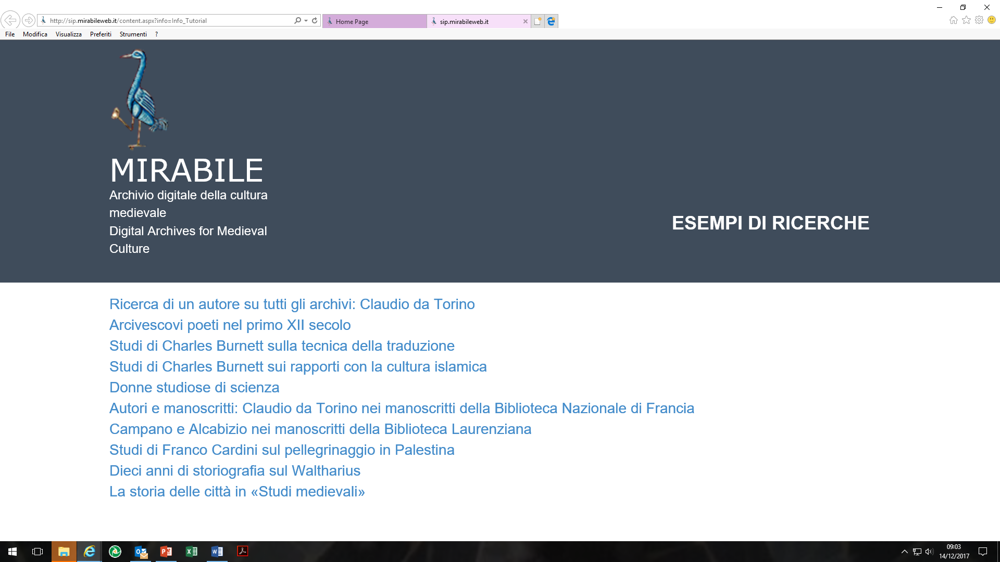 http://sip.mirabileweb.it/content.aspx?info=Info_Tutorial
Home Page
sip.mirabileweb.it
File Modifica Visualizza Preferiti Strumenti ?
MIRABILE
Archivio digitale della cultura
medievale
Digital Archives for Medieval
Culture
ESEMPI DI RICERCHE
Ricerca di un autore su tutti gli archivi: Claudio da Torino
Arcivescovi poeti nel primo XII secolo
Studi di Charles Burnett sulla tecnica della traduzione
Studi di Charles Burnett sui rapporti con la cultura islamica
Donne studiose di scienza
Autori e manoscritti: Claudio da Torino nei manoscritti della Biblioteca Nazionale di Francia
Campano e Alcabizio nei manoscritti della Biblioteca Laurenziana
Studi di Franco Cardini sul pellegrinaggio in Palestina
Dieci anni di storiografia sul Waltharius
La storia delle città in «Studi medievali»
09:03
14/12/2017